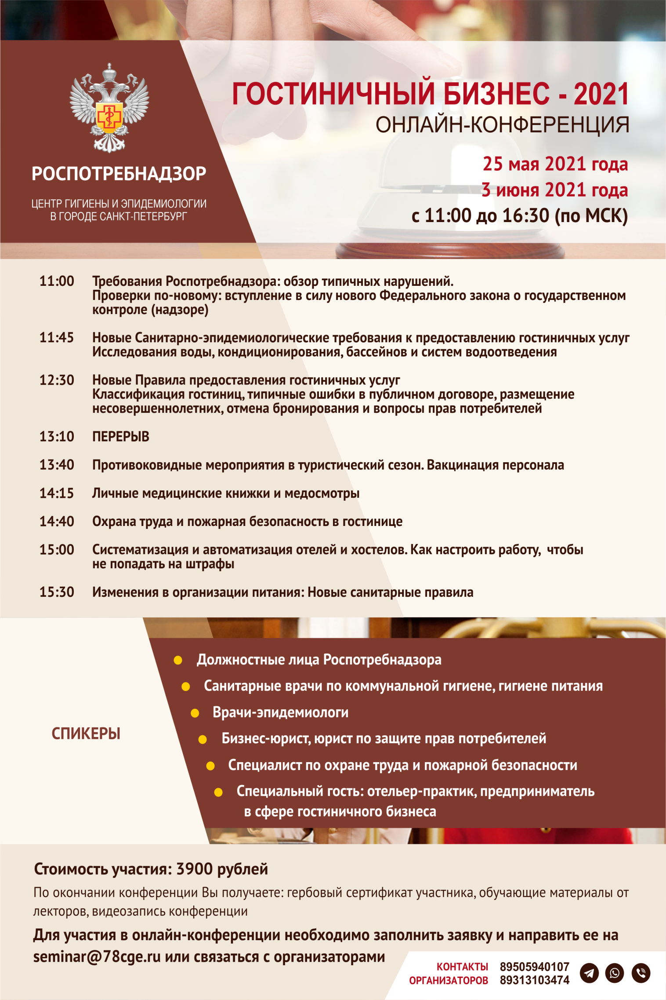 ГОСТИНИЧНЫЙ БИЗНЕС - 2021
ОНЛАЙН-КОНФЕРЕНЦИЯ
25 мая 2021 года
3 июня 2021 года
с 11:00 до 16:30 (по МСК)
РОСПОТРЕБНАДЗОР
ЦЕНТР ГИГИЕНЫ И ЭПИДЕМИОЛОГИИ
В ГОРОДЕ САНКТ-ПЕТЕРБУРГ
11:00 Требования Роспотребнадзора: обзор типичных нарушений.
Проверки по-новому: вступление в силу нового Федерального закона о государственном
контроле (надзоре)
11:45 Новые Санитарно-эпидемиологические требования к предоставлению гостиничных услуг
Исследования воды, кондиционирования, бассейнов и систем водоотведения
12:30 Новые Правила предоставления гостиничных услуг
Классификация гостиниц, типичные ошибки в публичном договоре, размещение
несовершеннолетних, отмена бронирования и вопросы прав потребителей
13:10 ПЕРЕРЫВ
13:40 Противоковидные мероприятия в туристический сезон. Вакцинация персонала
14:15 Личные медицинские книжки и медосмотры
14:40 Охрана труда и пожарная безопасность в гостинице
15:00 Систематизация и автоматизация отелей и хостелов. Как настроить работу, чтобы
не попадать на штрафы
15:30 Изменения в организации питания: Новые санитарные правила
СПИКЕРЫ
Должностные лица Роспотребнадзора
Санитарные врачи по коммунальной гигиене, гигиене питания
Врачи-эпидемиологи
Бизнес-юрист, юрист по защите прав потребителей
Специалист по охране труда и пожарной безопасности
Специальный гость: отельер-практик, предприниматель
в сфере гостиничного бизнеса
Стоимость участия: 3900 рублей
По окончании конференции Вы получаете: гербовый сертификат участника, обучающие материалы от
лекторов, видеозапись конференции
Для участия в онлайн-конференции необходимо заполнить заявку и направить ее на
seminar@78cge.ru или связаться с организаторами
КОНТАКТЫ 89505940107
ОРГАНИЗАТОРОВ 89313103474